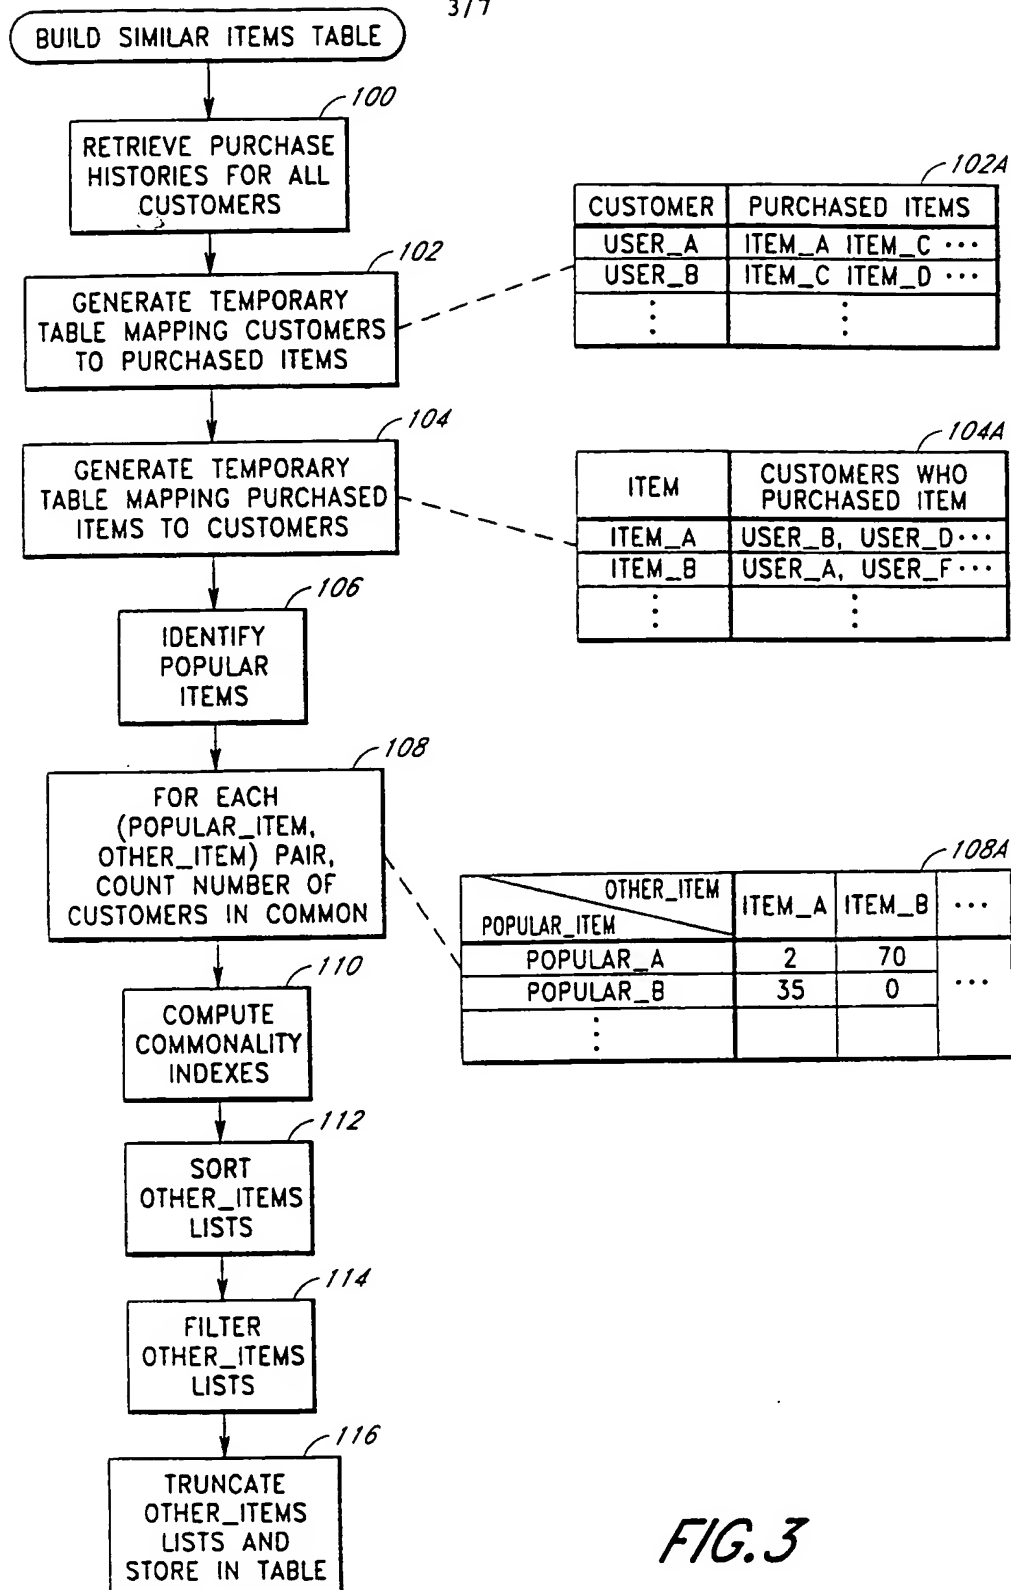 3/7
BUILD SIMILAR ITEMS TABLE
100
RETRIEVE PURCHASE
HISTORIES FOR ALL
CUSTOMERS
102
GENERATE TEMPORARY
TABLE MAPPING CUSTOMERS
TO PURCHASED ITEMS
102A
CUSTOMER PURCHASED ITEMS
USER_A ITEM_A ITEM_C ···
USER_B ITEM_C ITEM_D ···
104
GENERATE TEMPORARY
TABLE MAPPING PURCHASED
ITEMS TO CUSTOMERS
104A
ITEM
CUSTOMERS WHO
PURCHASED ITEM
ITEM_A USER_B, USER_D···
ITEM_B USER_A, USER_F···
106
IDENTIFY
POPULAR
ITEMS
108
FOR EACH
(POPULAR_ITEM,
OTHER_ITEM) PAIR,
COUNT NUMBER OF
CUSTOMERS IN COMMON
108A
OTHER_ITEM
POPULAR_ITEM
ITEM_A ITEM_B ···
POPULAR_A 2 70
POPULAR_B 35 0
···
110
COMPUTE
COMMONALITY
INDEXES
112
SORT
OTHER_ITEMS
LISTS
114
FILTER
OTHER_ITEMS
LISTS
116
TRUNCATE
OTHER_ITEMS
LISTS AND
STORE IN TABLE
FIG.3